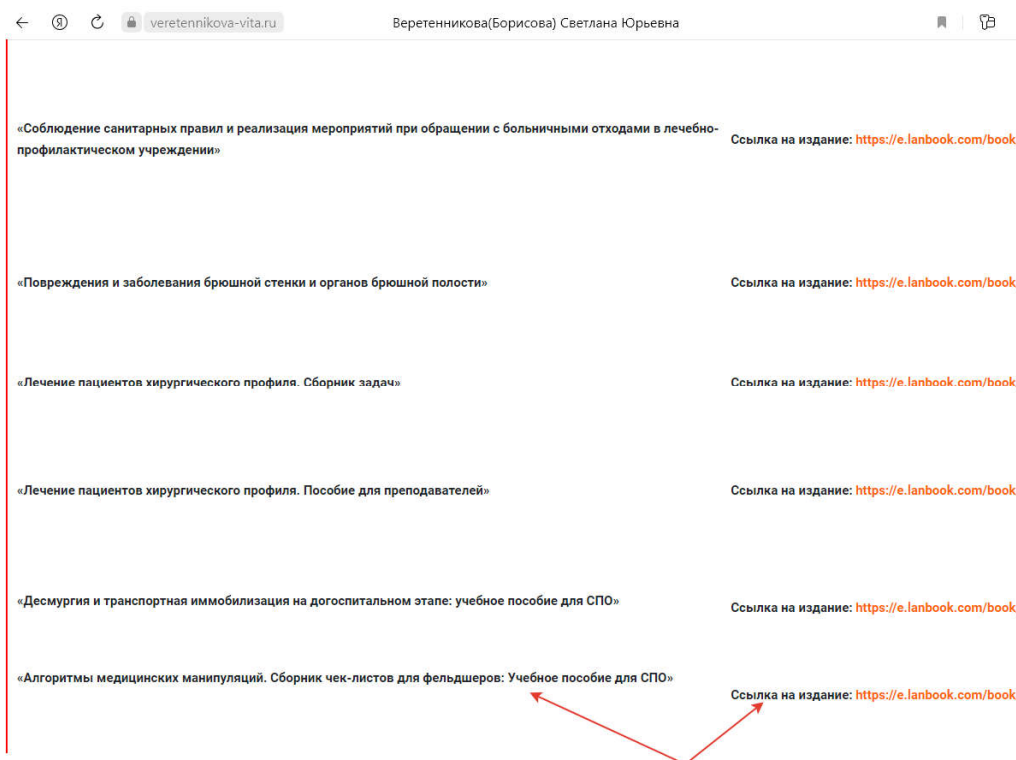 veretennikova-vita.ru
Веретенникова(Борисова) Светлана Юрьевна
«Соблюдение санитарных правил и реализация мероприятий при обращении с больничными отходами в лечебно-
профилактическом учреждении»
Ссылка на издание: https://e.lanbook.com/book
«Повреждения и заболевания брюшной стенки и органов брюшной полости»
Ссылка на издание: https://e.lanbook.com/book
«Лечение пациентов хирургического профиля. Сборник задач»
Ссылка на издание: https://e.lanbook.com/book
«Лечение пациентов хирургического профиля. Пособие для преподавателей»
Ссылка на издание: https://e.lanbook.com/book
«Десмургия и транспортная иммобилизация на догоспитальном этапе: учебное пособие для СПО»
Ссылка на издание: https://e.lanbook.com/book
«Алгоритмы медицинских манипуляций. Сборник чек-листов для фельдшеров: Учебное пособие для СПО»
Ссылка на издание: https://e.lanbook.com/book